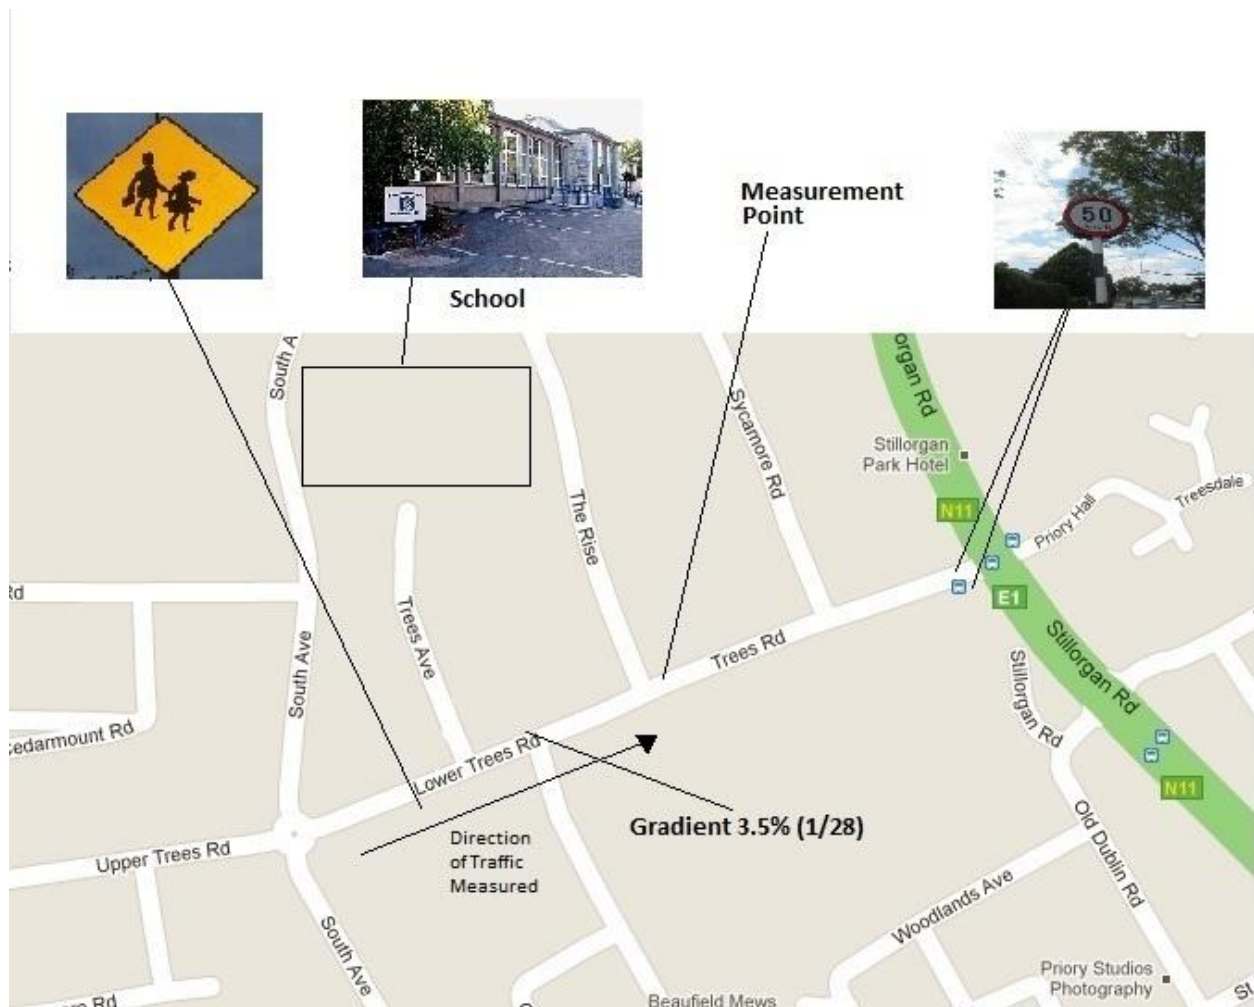 50
School
Measurement
Point
South A
organ Rd
Sycamore Rd
Stillorgan
Park Hotel
N11
Priory Hall
Treesdale
The Rise
Rd
E1
Trees Ave
South Ave
Trees Rd
Stillorgan Rd
Stillorgan Rd
Cedarmount Rd
Lower Trees Rd
N11
Gradient 3.5% (1/28)
Direction
of Traffic
Measured
Upper Trees Rd
Old Dublin Rd
Woodlands Ave
South Ave
Priory Studios
Photography
Beaufield Mews
Rd